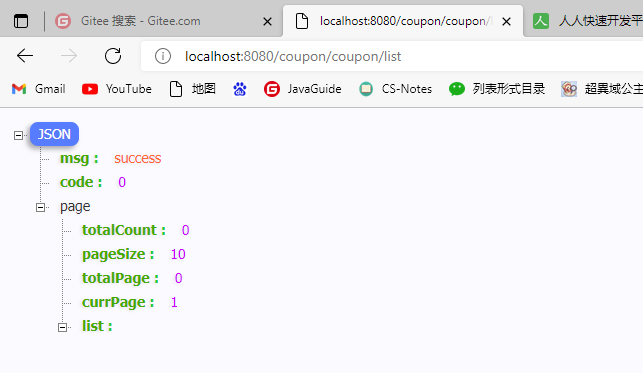 Gitee 搜索 - Gitee.com
localhost:8080/coupon/coupon/l
人人快速开发平
localhost:8080/coupon/coupon/list
Gmail YouTube 地图 JavaGuide CS-Notes 列表形式目录 超異域公主
JSON
msg : success
code : 0
page
totalCount : 0
pageSize : 10
totalPage : 0
currPage : 1
list :